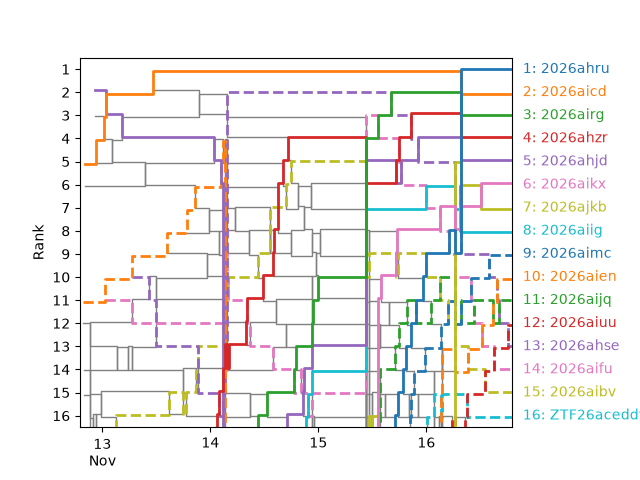 1
2
3
4
5
6
7
8
9
10
11
12
13
14
15
16
Rank
13
Nov
14
15
16
1: 2026ahru
2: 2026aicd
3: 2026airg
4: 2026ahzr
5: 2026ahjd
6: 2026aikx
7: 2026ajkb
8: 2026aiig
9: 2026aimc
10: 2026aien
11: 2026aijq
12: 2026aiuu
13: 2026ahse
14: 2026aifu
15: 2026aibv